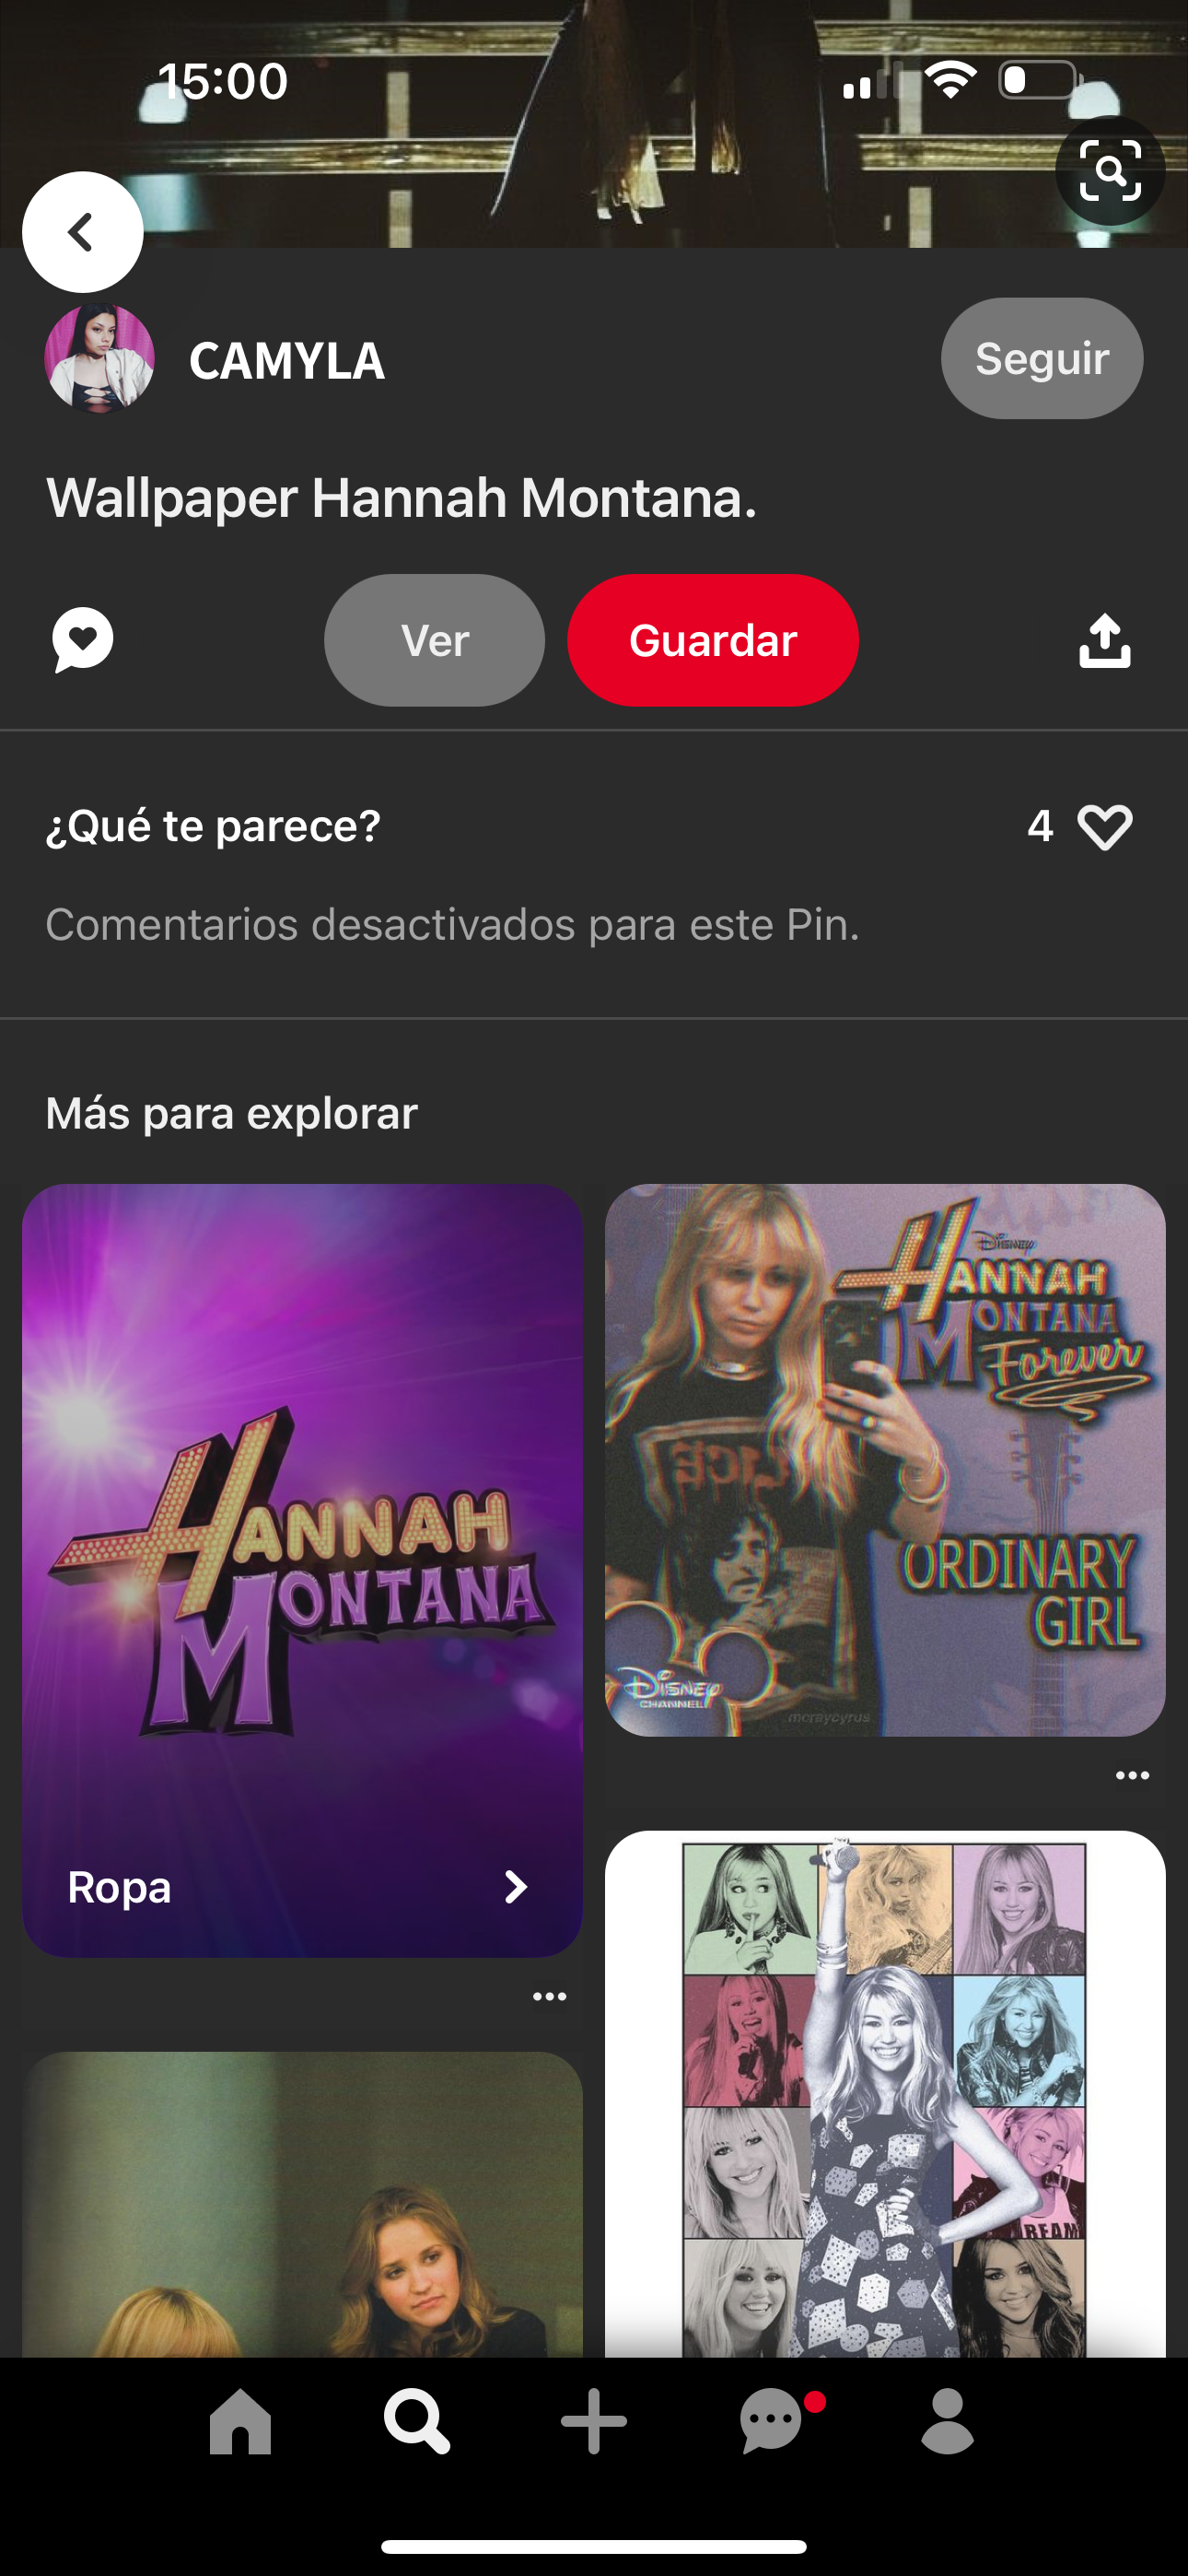 15:00
CAMYLA
Seguir
Wallpaper Hannah Montana.
Ver
Guardar
¿Qué te parece?
4
Comentarios desactivados para este Pin.
Más para explorar
HANNAH
MONTANA
Ropa
DISNEY
HANNAH
MONTANA
Forever
ORDINARY
GIRL
DISNEY
CHANNEL
mcraycyrus